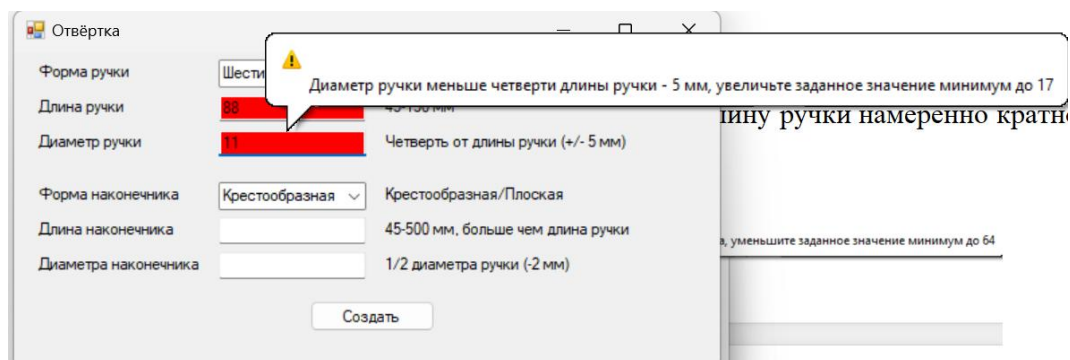 Отвёртка
Форма ручки
Диаметр ручки меньше четверти длины ручки - 5 мм, увеличьте заданное значение минимум до 17
Длина ручки 88 45-150 мм
ручки намеренно
Диаметр ручки 11 Четверть от длины ручки (+/- 5 мм)
Форма наконечника Крестообразная Крестообразная/Плоская
Длина наконечника 45-500 мм, больше чем длина ручки
уменьшите заданное значение минимум до 64
Диаметра наконечника 1/2 диаметра ручки (-2 мм)
Создать